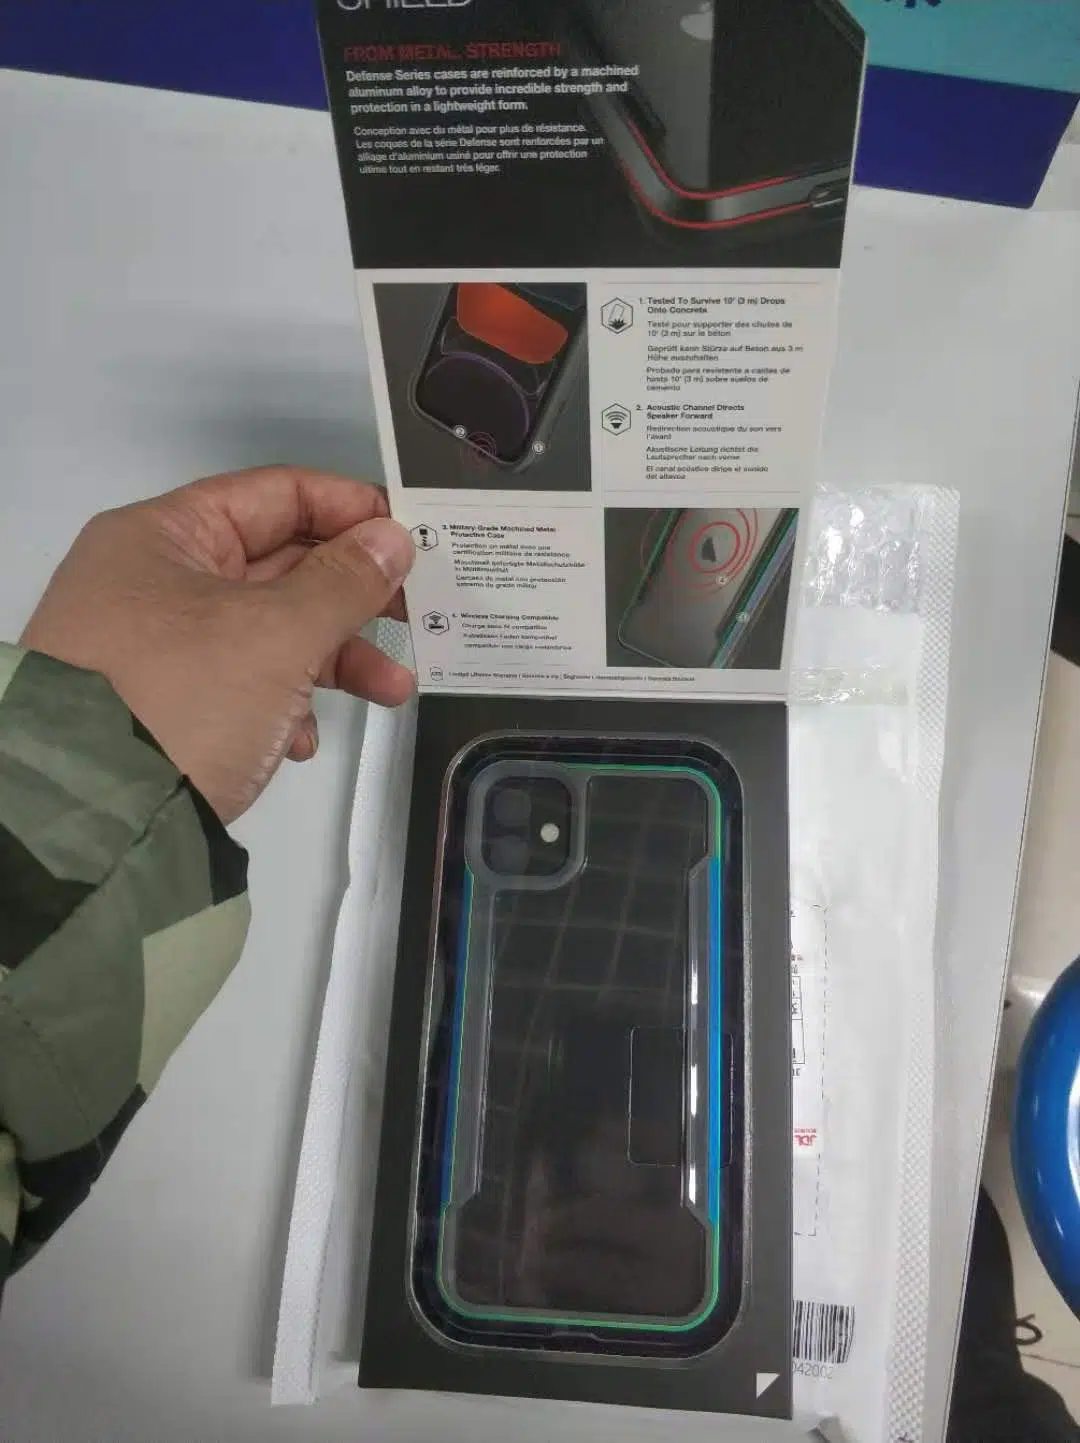 SHIELD
FROM METAL, STRENGTH
Defense Series cases are reinforced by a machined
aluminum alloy to provide incredible strength and
protection in a lightweight form.
Conception avec du métal pour plus de résistance.
Les coques de la série Defense sont renforcées par un
alliage d'aluminium usiné pour offrir une protection
ultime tout en restant très léger.
1. Tested To Survive 10' (3 m) Drops
Onto Concrete
Testé pour supporter des chutes de
10' (3 m) sur le béton
Geprüft kann Stürze auf Beton aus 3 m
Höhe auszuhalten
Probado para resistente a caídas de
hasta 10' (3 m) sobre suelos de
cemento
2. Acoustic Channel Directs
Speaker Forward
Redirection acoustique du son vers
l'avant
Akustische Leitung richtet die
Lautsprecher nach vorne
El canal acústico dirige el sonido
del altavoz
2
1
3. Military Grade Machined Metal
Protective Case
Protection en métal avec une
certification militaire de résistance
Maschinell gefertigte Metallschutzhülle
in Militärqualität
Carcasa de metal con protección
extremo de grado militar
4. Wireless Charging Compatible
Charge sans fil compatible
Kabellosen Laden kompatibel
compatible con carga inalámbrica
4
3
JDL
042002